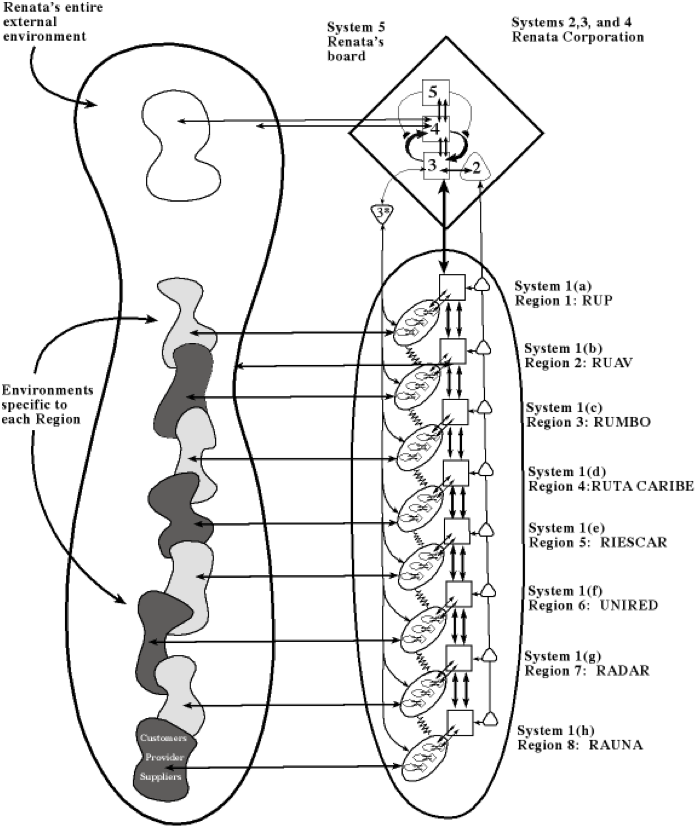 Renata's entire
external
environment
System 5
Renata's
board
Systems 2,3, and 4
Renata Corporation
5
4
3
2
3*
System 1(a)
Region 1: RUP
System 1(b)
Region 2: RUAV
Environments
specific to
each Region
System 1(c)
Region 3: RUMBO
System 1(d)
Region 4:RUTA CARIBE
System 1(e)
Region 5: RIESCAR
System 1(f)
Region 6: UNIRED
System 1(g)
Region 7: RADAR
System 1(h)
Region 8: RAUNA
Customers
Provider
Suppliers